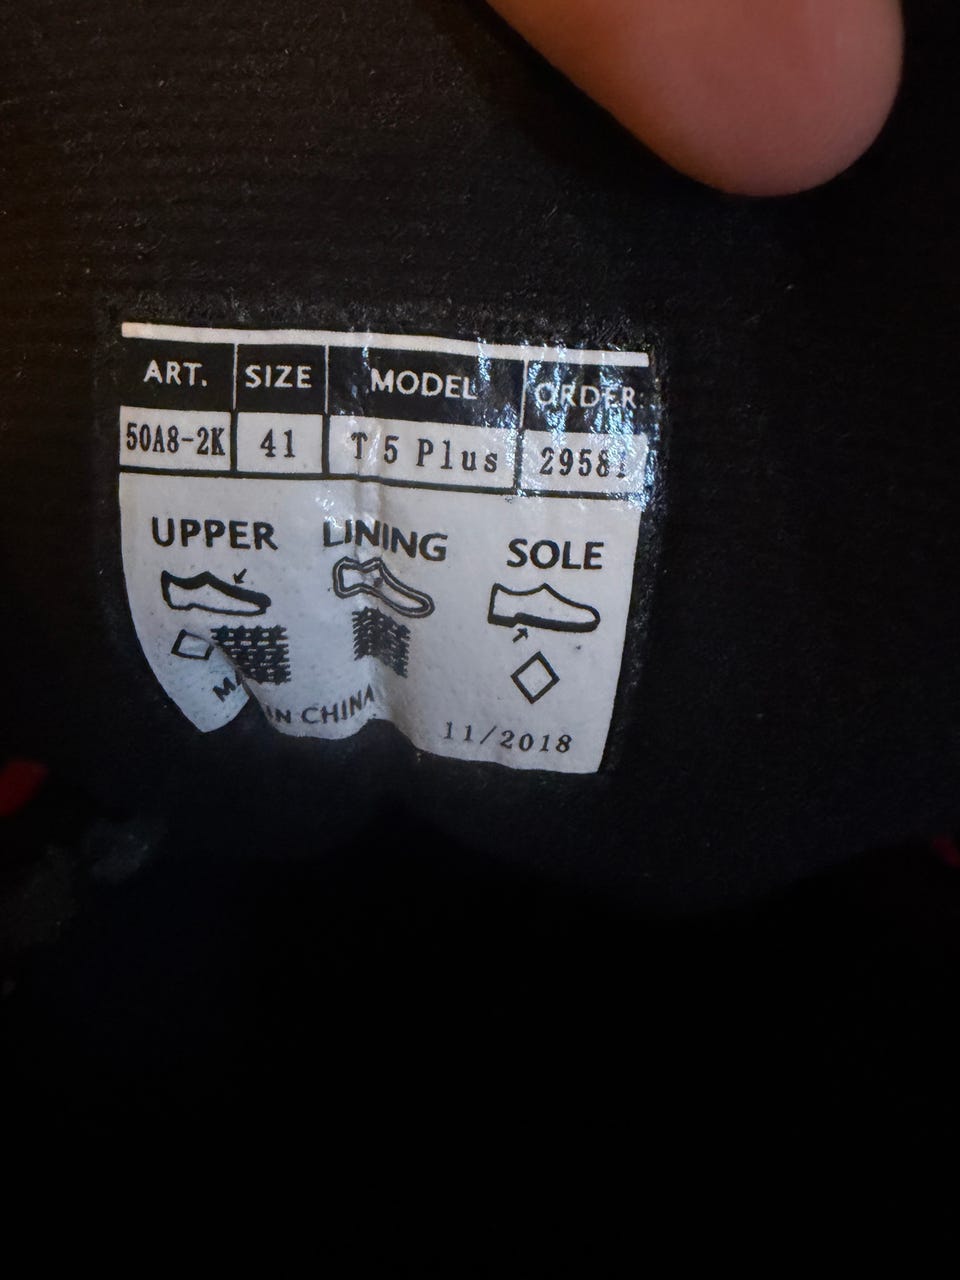 ART. SIZE MODEL ORDER
50A8-2K 41 T 5 Plus
UPPER LINING SOLE
IN CHINA
11/2018